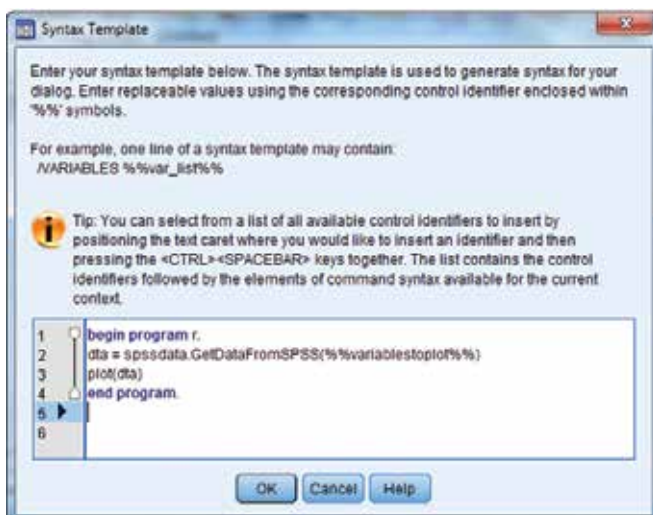 Syntax Template
Enter your syntax template below. The syntax template is used to generate syntax for your
dialog. Enter replaceable values using the corresponding control identifier enclosed within
'%%' symbols.
For example, one line of a syntax template may contain:
/VARIABLES %%var_list%%
Tip: You can select from a list of all available control identifiers to insert by
positioning the text caret where you would like to insert an identifier and then
pressing the <CTRL><SPACEBAR> keys together. The list contains the control
identifiers followed by the elements of command syntax available for the current
context.
1 begin program r.
2 dta = spssdata.GetDataFromSPSS(%%variablestoplot%%)
3 plot(dta)
4 end program.
5
6
OK Cancel Help